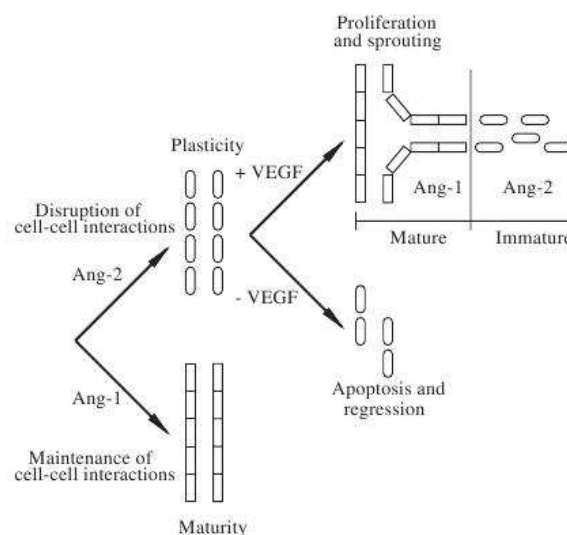 Proliferation
and sprouting
Plasticity
+ VEGF
Ang-1
Ang-2
Disruption of
cell-cell interactions
Mature
Immature
Ang-2
- VEGF
Ang-1
Apoptosis and
regression
Maintenance of
cell-cell interactions
Maturity